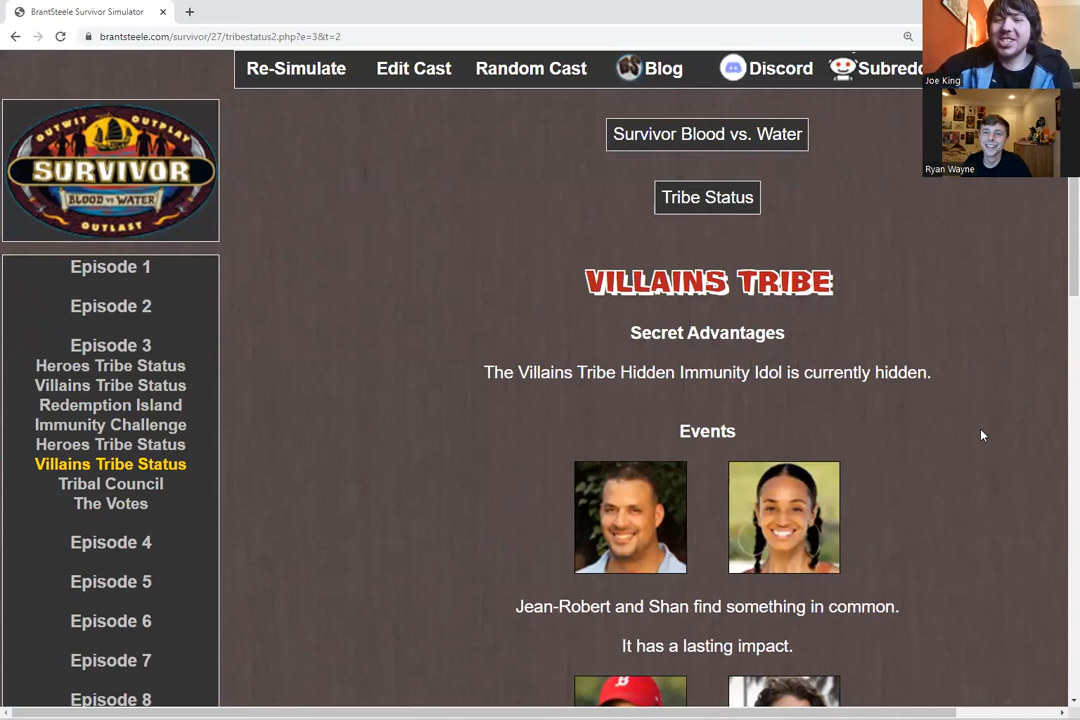 BrantSteele Survivor Simulator
brantsteele.com/survivor/27/tribestatus2.php?e=3&t=2
Re-Simulate Edit Cast Random Cast Blog Discord Subredd
Joe King
Ryan Wayne
OUTWIT OUTPLAY
SURVIVOR
BLOOD vs WATER
OUTLAST
Survivor Blood vs. Water
Tribe Status
Episode 1
Episode 2
Episode 3
Heroes Tribe Status
Villains Tribe Status
Redemption Island
Immunity Challenge
Heroes Tribe Status
Villains Tribe Status
Tribal Council
The Votes
Episode 4
Episode 5
Episode 6
Episode 7
Episode 8
VILLAINS TRIBE
Secret Advantages
The Villains Tribe Hidden Immunity Idol is currently hidden.
Events
Jean-Robert and Shan find something in common.
It has a lasting impact.
B